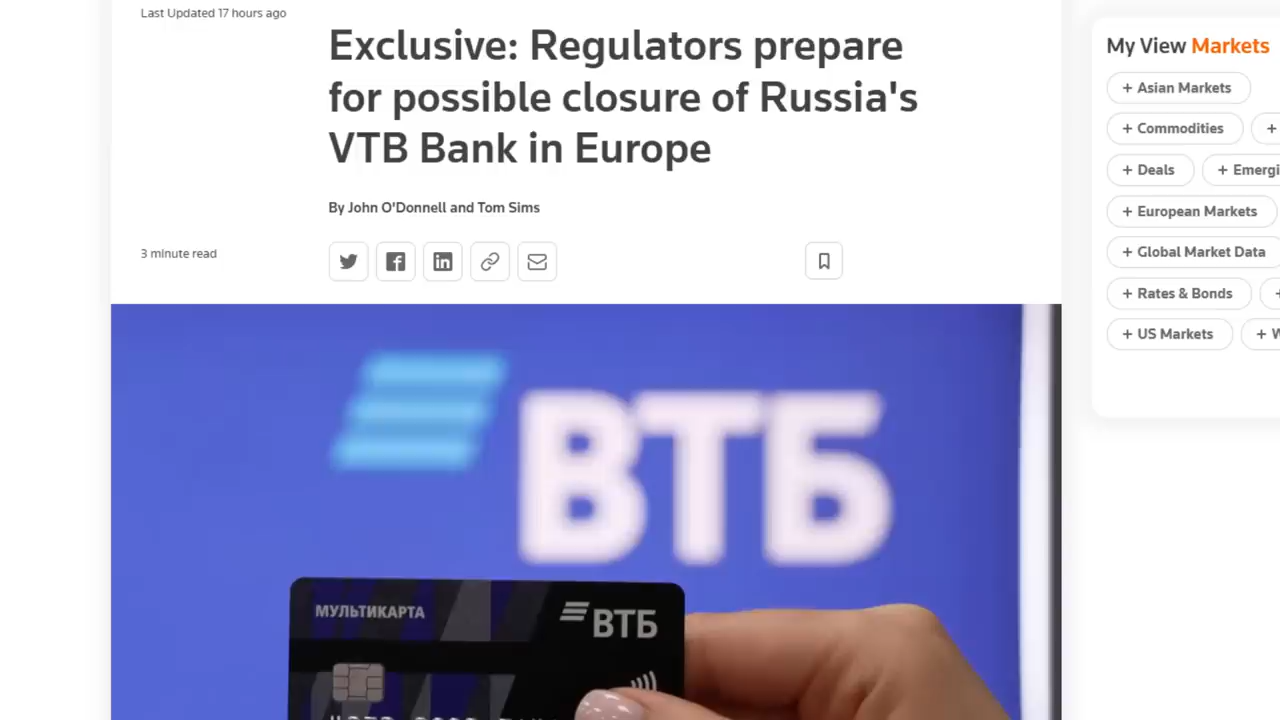 Last Updated 17 hours ago
Exclusive: Regulators prepare
for possible closure of Russia's
VTB Bank in Europe
By John O'Donnell and Tom Sims
3 minute read
My View Markets
+ Asian Markets
+ Commodities +
+ Deals + Emergi
+ European Markets
+ Global Market Data
+ Rates & Bonds +
+ US Markets + W
ВТБ
МУЛЬТИКАРТА ВТБ